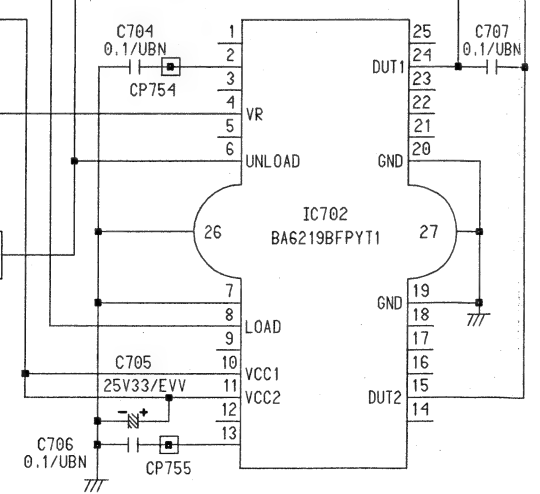 C704
0.1/UBN
CP754
1
2
3
4
VR
5
6
UNLOAD
25
24
DUT1
23
22
21
20
GND
C707
0.1/UBN
26
IC702
BA6219BFPYT1
27
7
8
LOAD
9
10
VCC1
11
VCC2
12
13
19
GND
18
17
16
15
DUT2
14
C705
25V33/EVV
- +
C706
0.1/UBN
CP755